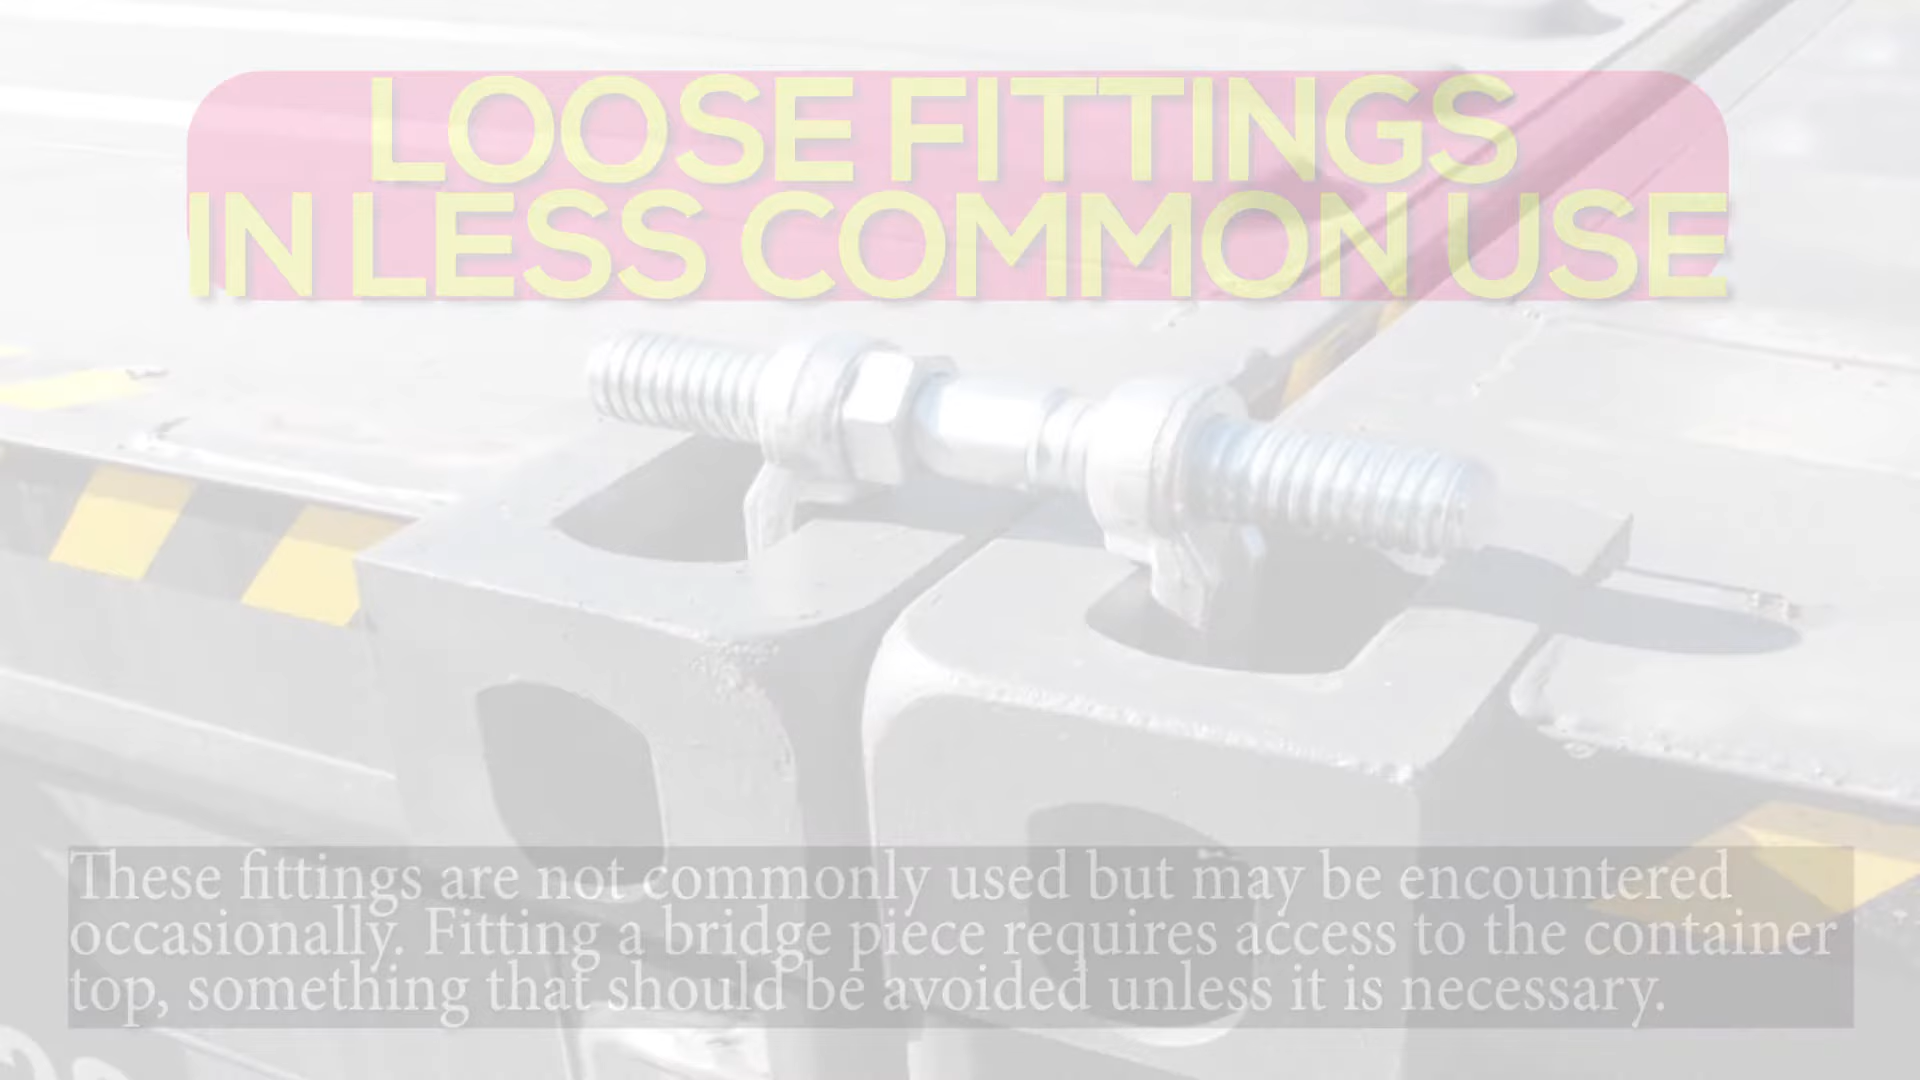 LOOSE FITTINGS
IN LESS COMMON USE
These fittings are not commonly used but may be encountered
occasionally. Fitting a bridge piece requires access to the container
top, something that should be avoided unless it is necessary.